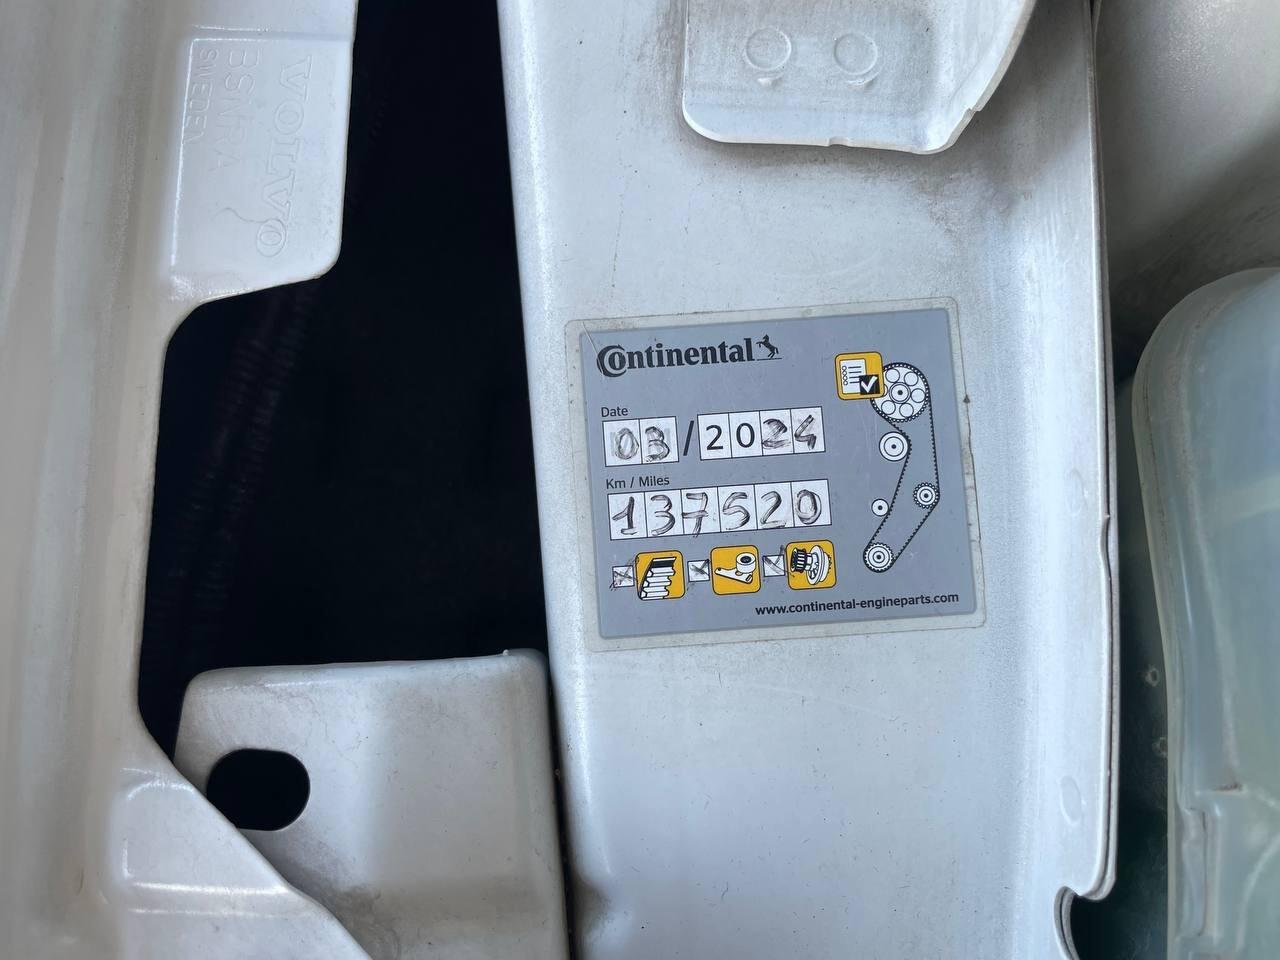 VOLVO
SWEDEN
Continental
Date
03/2024
Km / Miles
137520
www.continental-engineparts.com